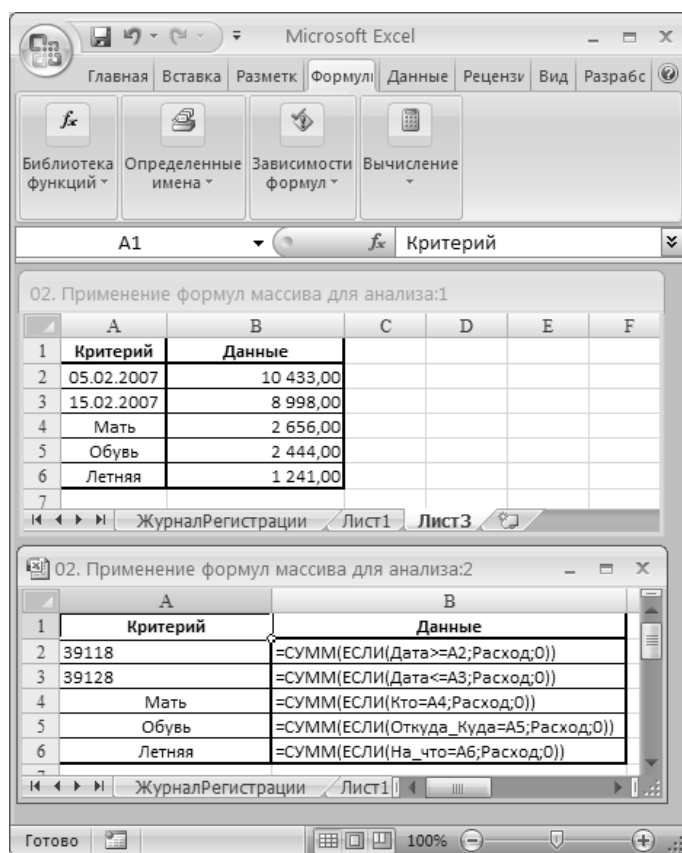 Microsoft Excel
Главная Вставка Разметк Формулы Данные Рецензи Вид Разрабс
Библиотека функций
Определенные имена
Зависимости формул
Вычисление
A1 fx Критерий
02. Применение формул массива для анализа:1
A B C D E F
1 Критерий Данные
2 05.02.2007 10 433,00
3 15.02.2007 8 998,00
4 Мать 2 656,00
5 Обувь 2 444,00
6 Летняя 1 241,00
7
ЖурналРегистрации Лист1 Лист3
02. Применение формул массива для анализа:2
A B
1 Критерий Данные
2 39118 =СУММ(ЕСЛИ(Дата>=A2;Расход;0))
3 39128 =СУММ(ЕСЛИ(Дата<=A3;Расход;0))
4 Мать =СУММ(ЕСЛИ(Кто=A4;Расход;0))
5 Обувь =СУММ(ЕСЛИ(Откуда_Куда=A5;Расход;0))
6 Летняя =СУММ(ЕСЛИ(На_что=A6;Расход;0))
ЖурналРегистрации Лист1
Готово 100%